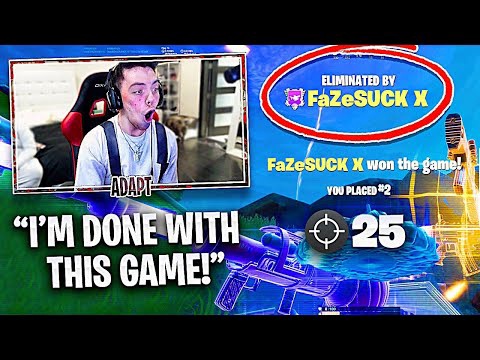 ELIMINATED BY
FaZeSUCK X
FaZeSUCK X won the game!
YOU PLACED #2
25
ADAPT
“I’M DONE WITH
THIS GAME!”